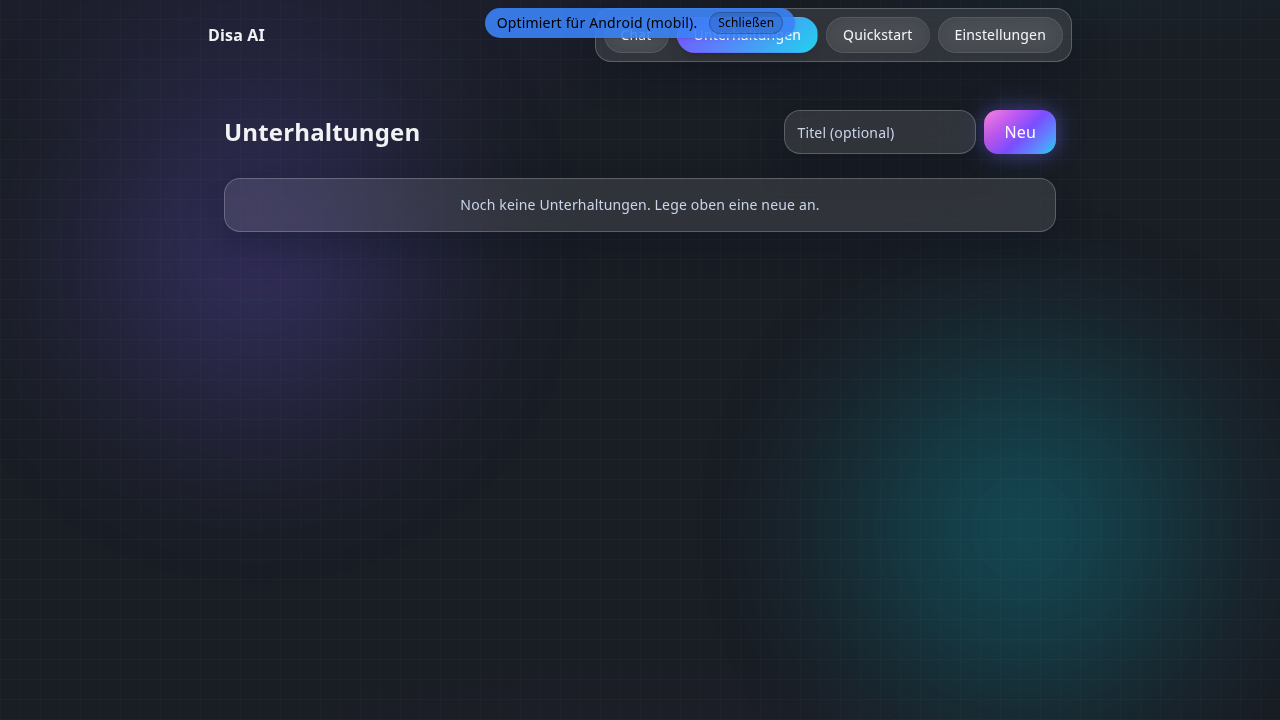 Optimiert für Android (mobil). Schließen
Disa AI
Chat Unterhaltungen Quickstart Einstellungen
Unterhaltungen
Titel (optional) Neu
Noch keine Unterhaltungen. Lege oben eine neue an.